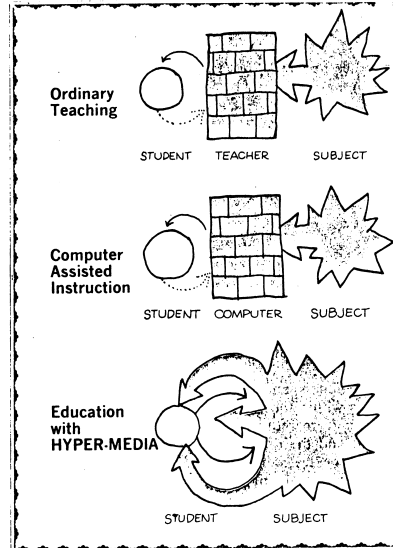 Ordinary
Teaching
STUDENT TEACHER SUBJECT
Computer
Assisted
Instruction
STUDENT COMPUTER SUBJECT
Education
with
HYPER-MEDIA
STUDENT SUBJECT